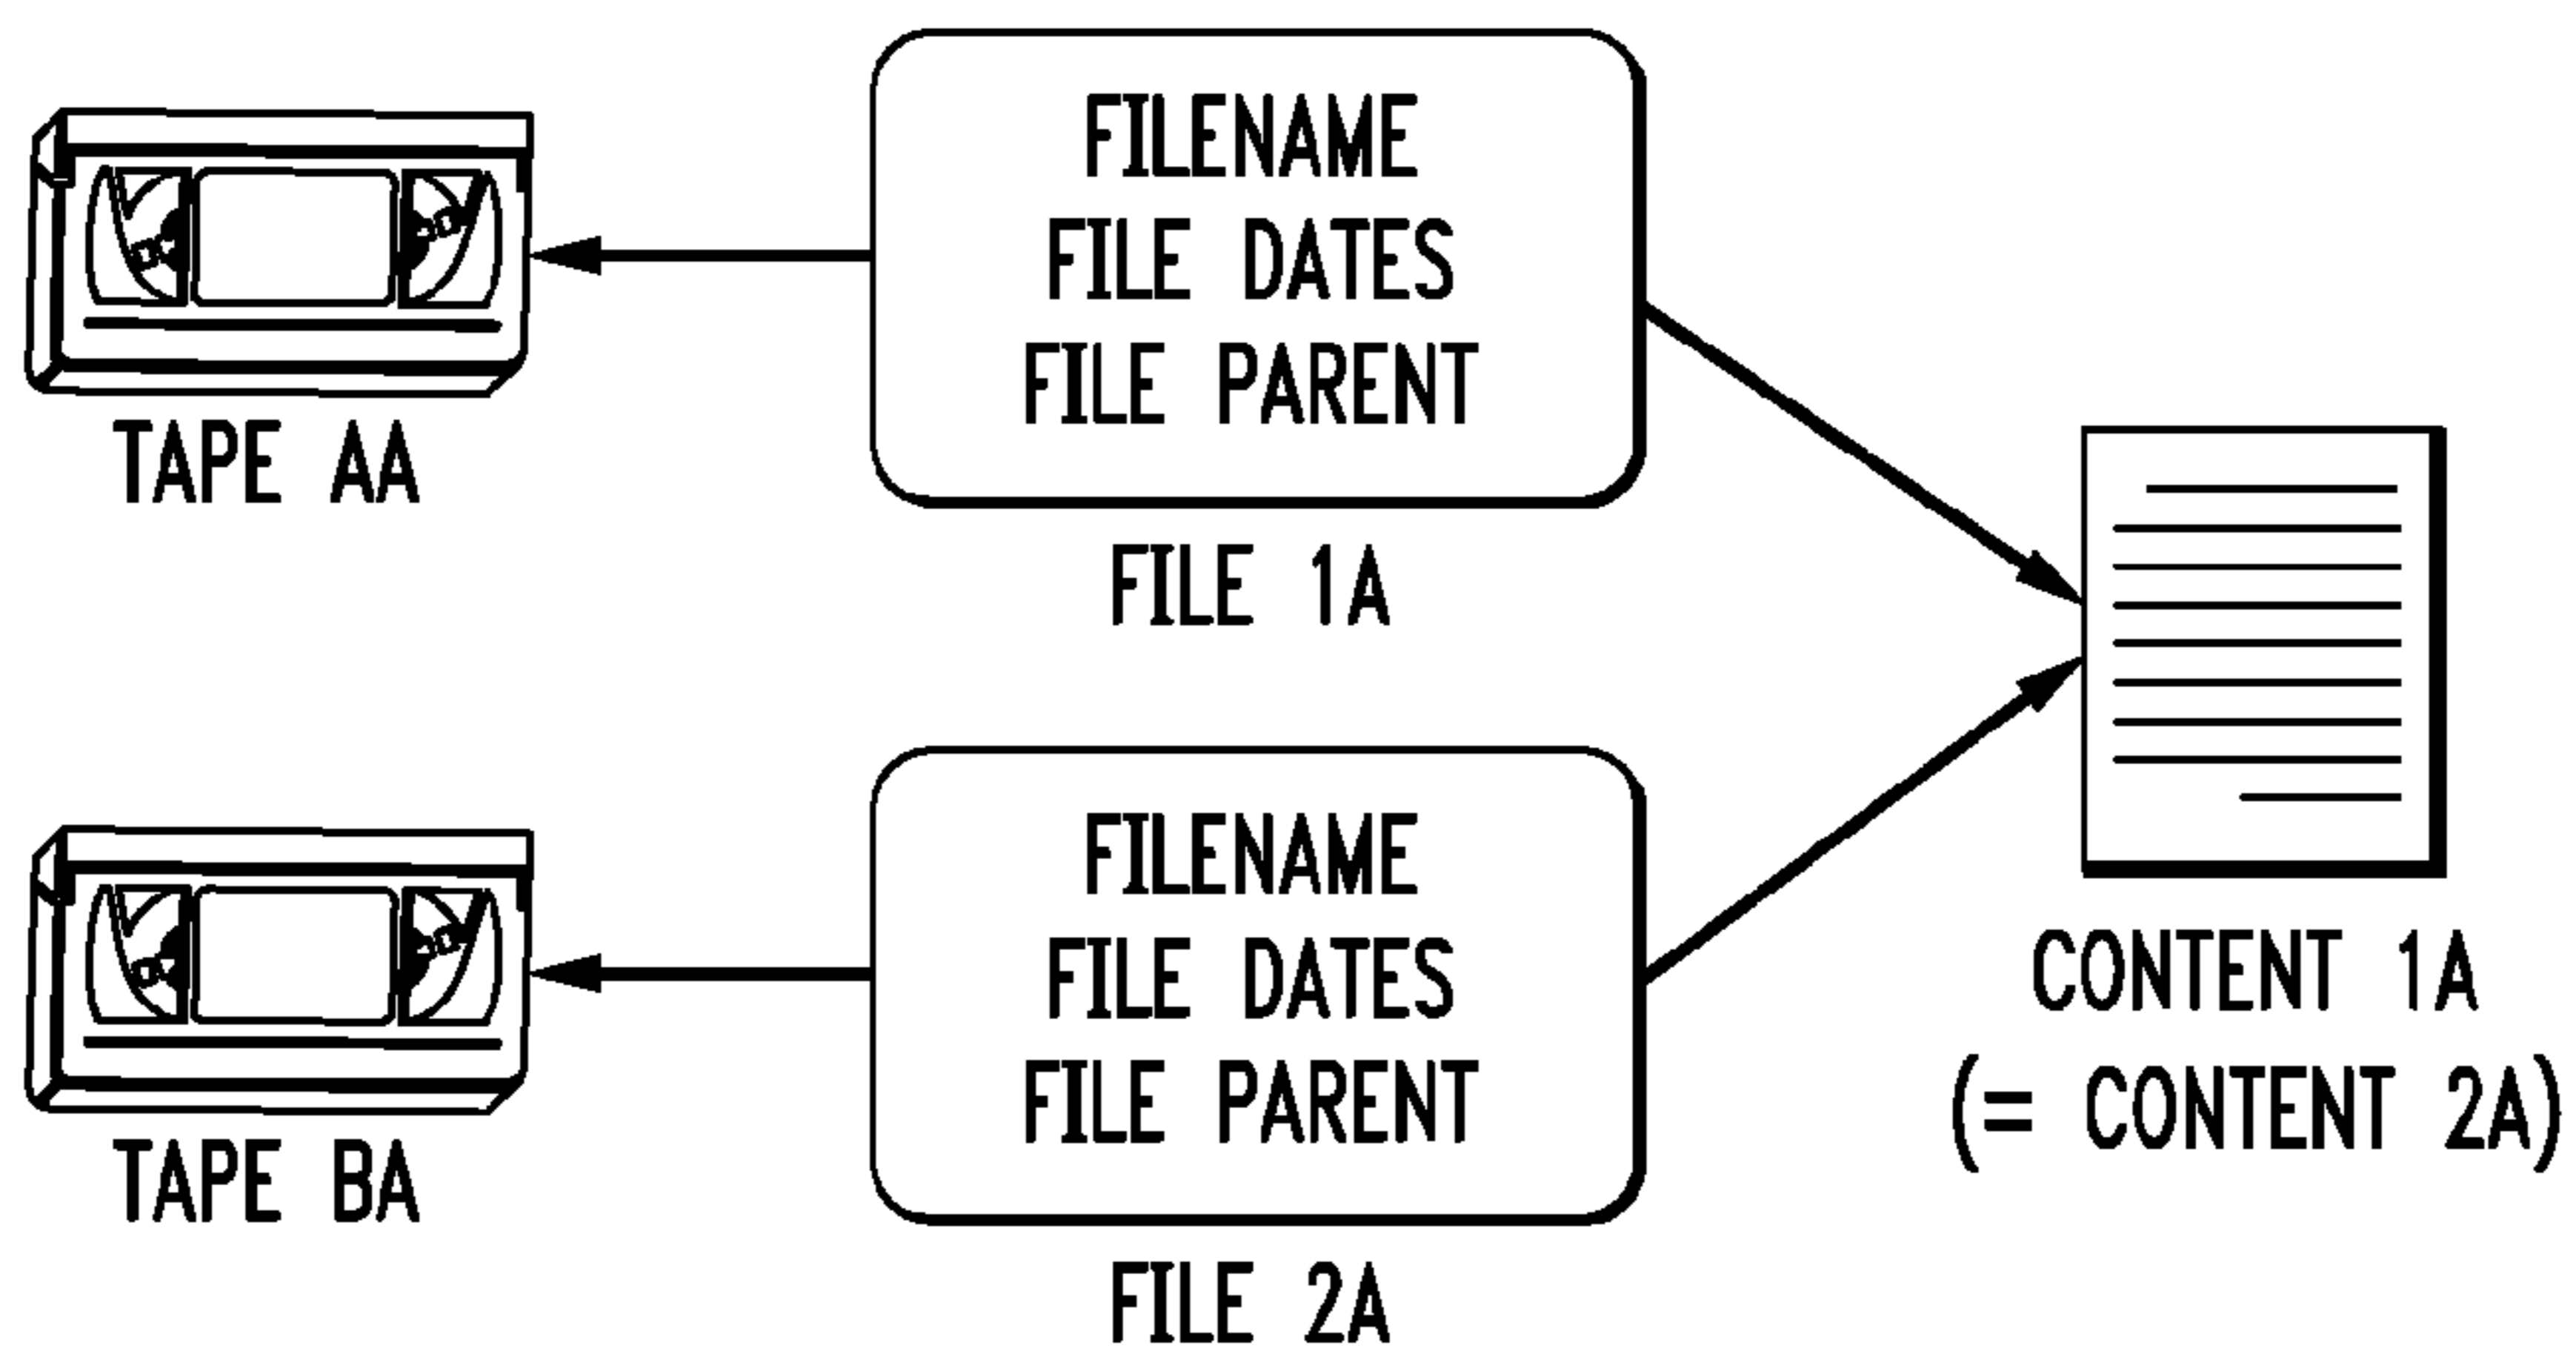 FILENAME
FILE DATES
FILE PARENT
TAPE AA
FILE 1A
FILENAME
FILE DATES
FILE PARENT
CONTENT 1A
(= CONTENT 2A)
TAPE BA
FILE 2A